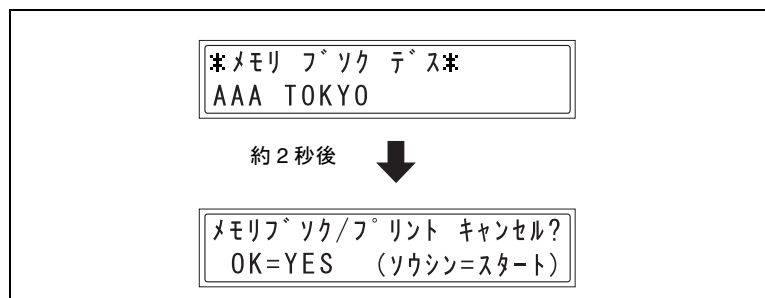 *メモリ ブソク デス*
AAA TOKYO
約2秒後
メモリブソク/プリント キャンセル?
OK=YES (ソウシン=スタート)